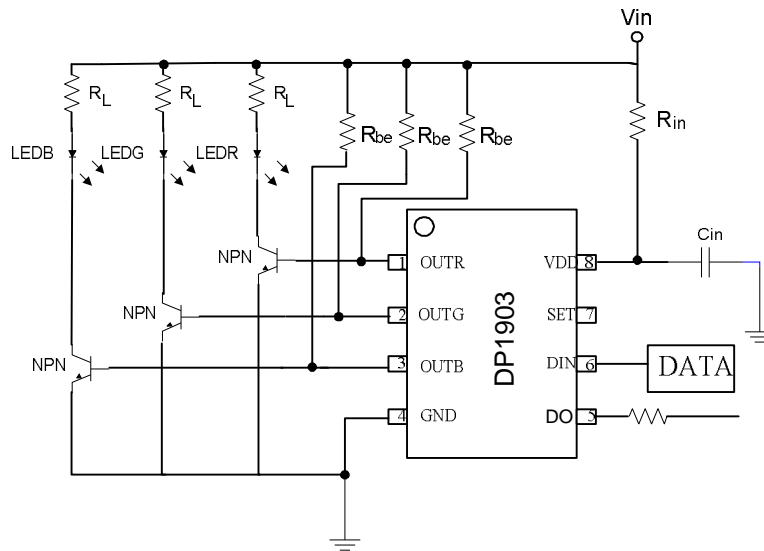 Vin
RL
RL
RL
Rbe
Rbe
Rbe
Rin
LEDB
LEDG
LEDR
Cin
NPN
1
OUTR
VDD
8
NPN
2
OUTG
SET
7
DP1903
NPN
3
OUTB
DIN
6
DATA
4
GND
DO
5